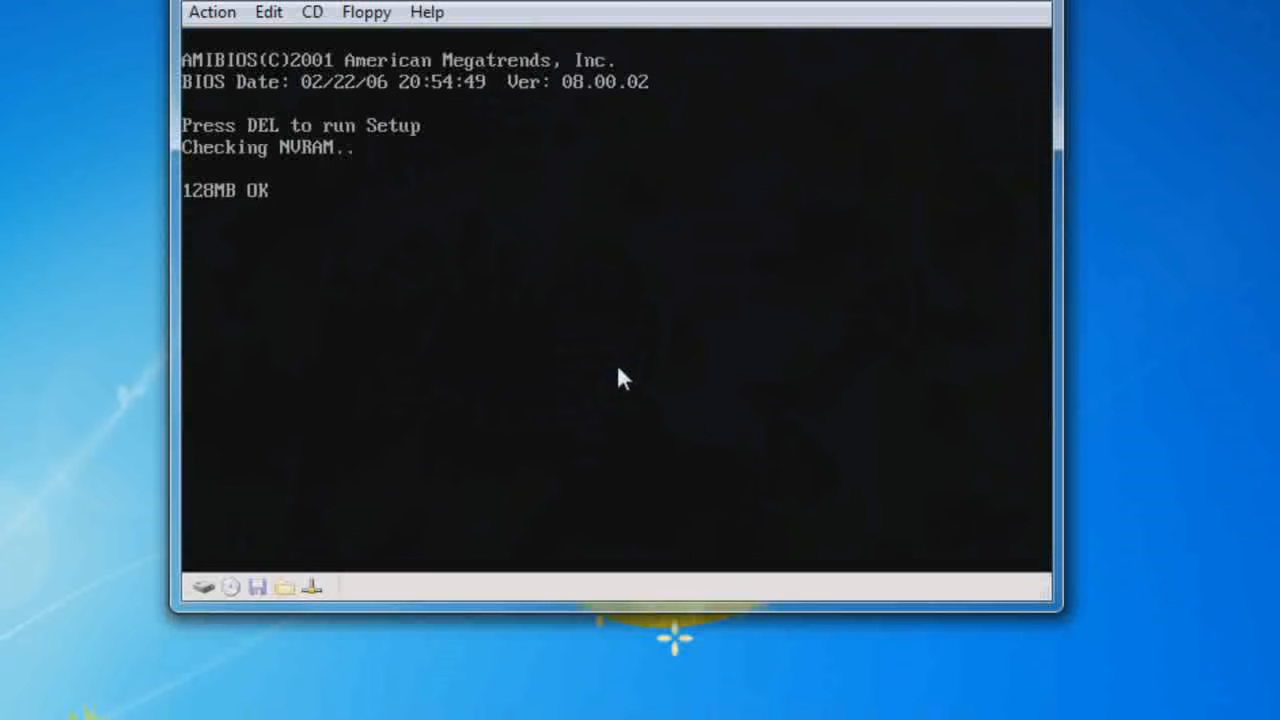 Action Edit CD Floppy Help
AMIBIOS(C)2001 American Megatrends, Inc.
BIOS Date: 02/22/06 20:54:49 Ver: 08.00.02
Press DEL to run Setup
Checking NVRAM..
128MB OK